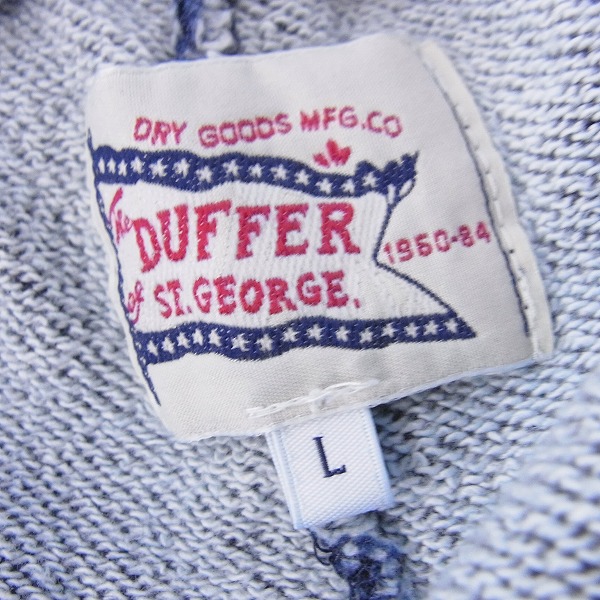 DRY GOODS MFG.CO
The DUFFER
of ST.GEORGE.
1960-84
L